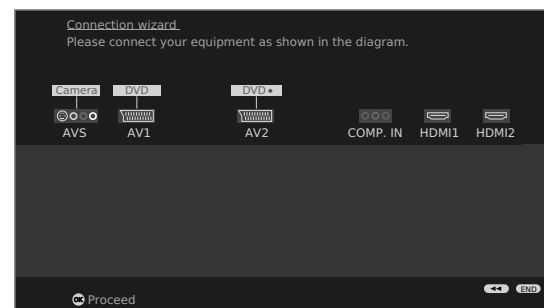 Connection wizard
Please connect your equipment as shown in the diagram.
Camera DVD DVD •
AVS AV1 AV2 COMP. IN HDMI1 HDMI2
OK Proceed
◄◄ END